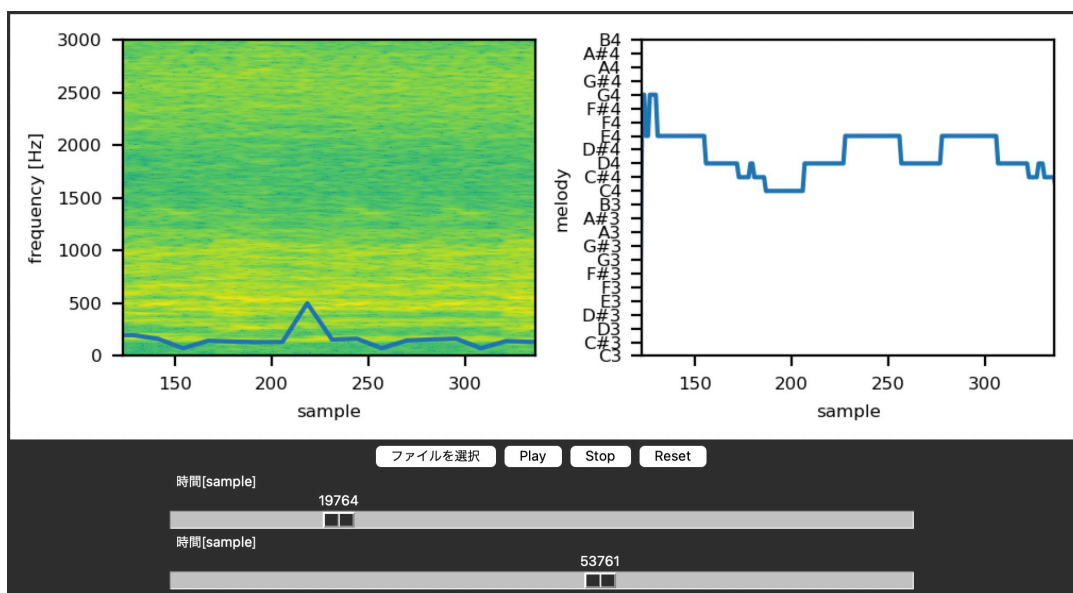 3000
2500
2000
1500
1000
500
0
frequency [Hz]
150 200 250 300
sample
B4
A#4
A4
G#4
G4
F#4
F4
E4
D#4
D4
C#4
C4
B3
A#3
A3
G#3
G3
F#3
F3
E3
D#3
D3
C#3
C3
melody
150 200 250 300
sample
ファイルを選択 Play Stop Reset
時間[sample]
19764
時間[sample]
53761